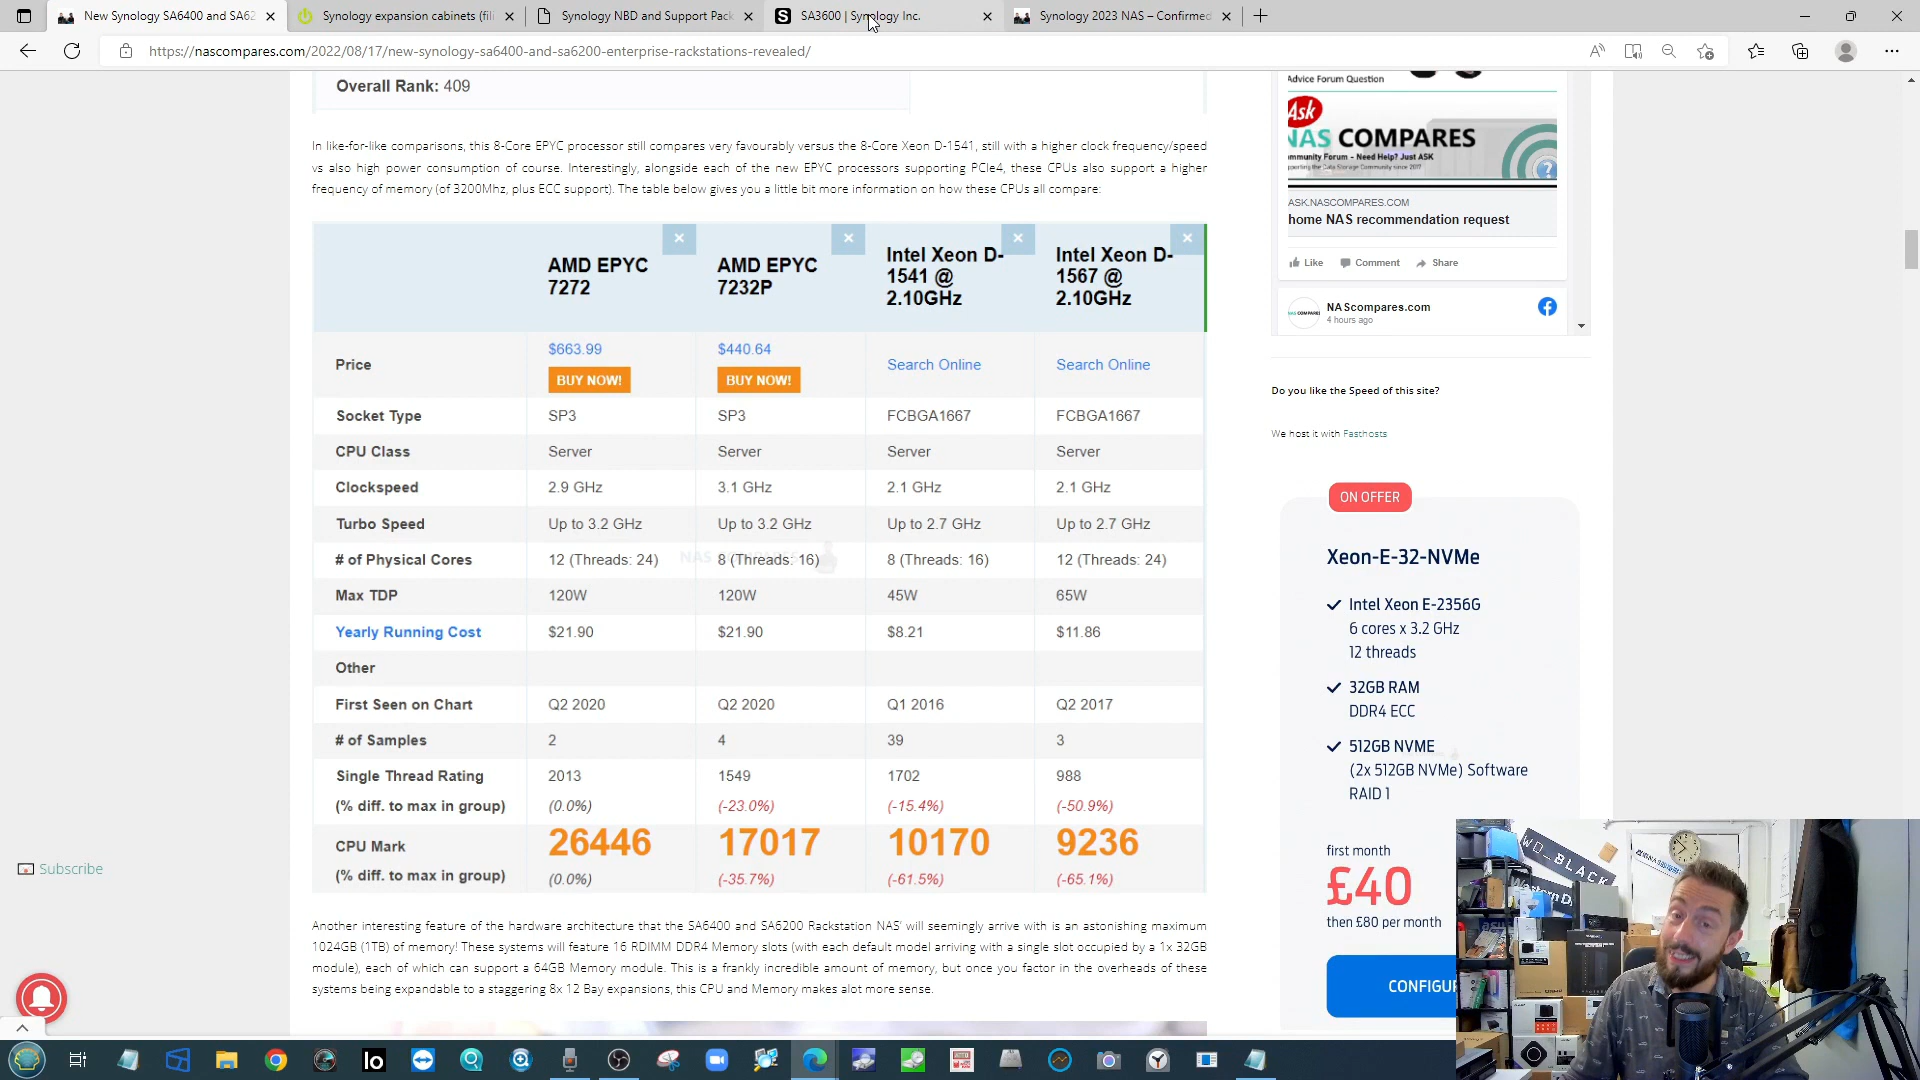 New Synology SA6400 and SA62
Synology expansion cabinets (fil
Synology NBD and Support Pack
SA3600 | Synology Inc.
Synology 2023 NAS – Confirmed
https://nascompares.com/2022/08/17/new-synology-sa6400-and-sa6200-enterprise-rackstations-revealed/
Overall Rank: 409
In like-for-like comparisons, this 8-Core EPYC processor still compares very favourably versus the 8-Core Xeon D-1541, still with a higher clock frequency/speed
vs also high power consumption of course. Interestingly, alongside each of the new EPYC processors supporting PCIe4, these CPUs also support a higher
frequency of memory (of 3200Mhz, plus ECC support). The table below gives you a little bit more information on how these CPUs all compare:
AMD EPYC
7272
AMD EPYC
7232P
Intel Xeon D-
1541 @
2.10GHz
Intel Xeon D-
1567 @
2.10GHz
Price $663.99 $440.64 Search Online Search Online
BUY NOW! BUY NOW!
Socket Type SP3 SP3 FCBGA1667 FCBGA1667
CPU Class Server Server Server Server
Clockspeed 2.9 GHz 3.1 GHz 2.1 GHz 2.1 GHz
Turbo Speed Up to 3.2 GHz Up to 3.2 GHz Up to 2.7 GHz Up to 2.7 GHz
# of Physical Cores 12 (Threads: 24) 8 (Threads: 16) 8 (Threads: 16) 12 (Threads: 24)
Max TDP 120W 120W 45W 65W
Yearly Running Cost $21.90 $21.90 $8.21 $11.86
Other
First Seen on Chart Q2 2020 Q2 2020 Q1 2016 Q2 2017
# of Samples 2 4 39 3
Single Thread Rating 2013 1549 1702 988
(% diff. to max in group) (0.0%) (-23.0%) (-15.4%) (-50.9%)
CPU Mark 26446 17017 10170 9236
(% diff. to max in group) (0.0%) (-35.7%) (-61.5%) (-65.1%)
Another interesting feature of the hardware architecture that the SA6400 and SA6200 Rackstation NAS' will seemingly arrive with is an astonishing maximum
1024GB (1TB) of memory! These systems will feature 16 RDIMM DDR4 Memory slots (with each default model arriving with a single slot occupied by a 1x 32GB
module), each of which can support a 64GB Memory module. This is a frankly incredible amount of memory, but once you factor in the overheads of these
systems being expandable to a staggering 8x 12 Bay expansions, this CPU and Memory makes alot more sense.
Subscribe
Advice Forum Question
Ask
NAS COMPARES
mmunity Forum - Need Help? Just ASK
ASK.NASCOMPARES.COM
home NAS recommendation request
Like Comment Share
NAScompares.com
4 hours ago
Do you like the Speed of this site?
We host it with Fasthosts
ON OFFER
Xeon-E-32-NVMe
Intel Xeon E-2356G
6 cores x 3.2 GHz
12 threads
32GB RAM
DDR4 ECC
512GB NVME
(2x 512GB NVMe) Software
RAID 1
first month
£40
then £80 per month
CONFIGU
WD_BLACK
Western Di